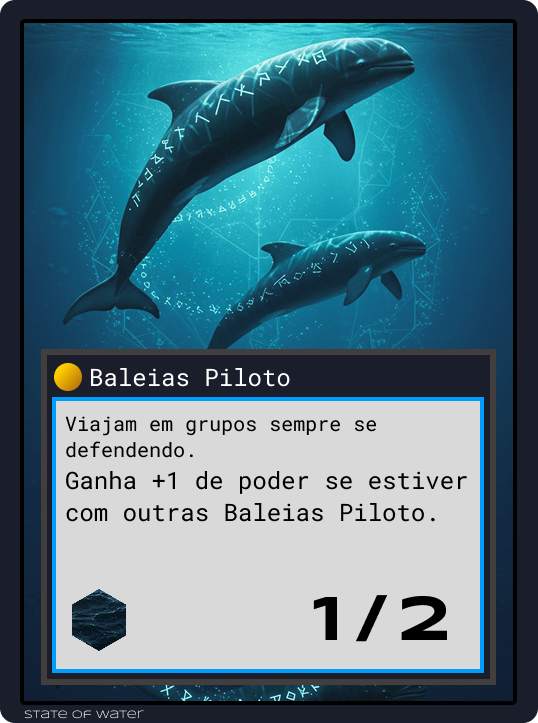 Baleias Piloto
Viajam em grupos sempre se
defendendo.
Ganha +1 de poder se estiver
com outras Baleias Piloto.
1/2
STATE OF WATER